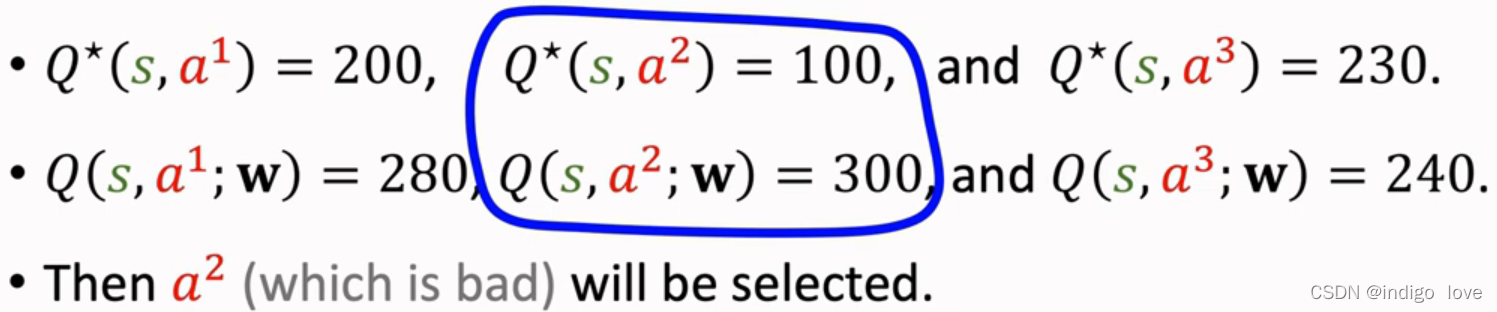 • Q*(s, a¹) = 200, Q*(s, a²) = 100, and Q*(s, a³) = 230.
• Q(s, a¹; w) = 280, Q(s, a²; w) = 300, and Q(s, a³; w) = 240.
• Then a² (which is bad) will be selected.
CSDN @indigo love